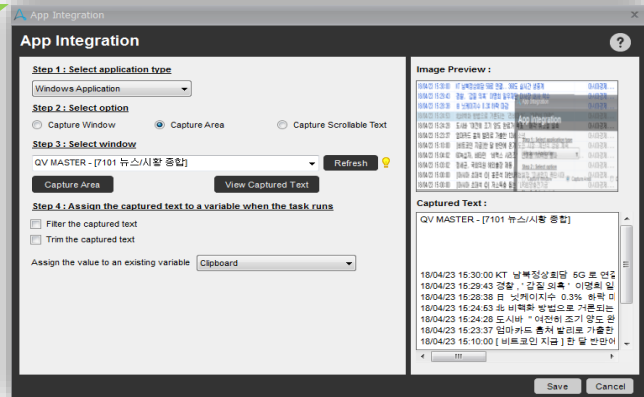 App Integration
App Integration
?
Step 1 : Select application type
Windows Application
Step 2 : Select option
Capture Window
Capture Area
Capture Scrollable Text
Step 3 : Select window
QV MASTER - [7101 뉴스/시황 종합]
Refresh
Capture Area
View Captured Text
Step 4 : Assign the captured text to a variable when the task runs
Filter the captured text
Trim the captured text
Assign the value to an existing variable
Clipboard
Image Preview :
App Integration
Captured Text :
QV MASTER - [7101 뉴스/시황 종합]
18/04/23 15:30:00 KT 남북정상회담 5G 로 연결
18/04/23 15:29:43 경찰 , ' 갑질 의혹 ' 이명희 일
18/04/23 15:28:38 日 닛케이지수 0.3% 하락 마
18/04/23 15:24:53 北 비핵화 방법으로 거론되는
18/04/23 15:24:28 도시바 " 여전히 조기 양도 완
18/04/23 15:23:37 엄마카드 훔쳐 발리로 가출한
18/04/23 15:10:00 [ 비트코인 지금 ] 한 달 반만에
Save
Cancel